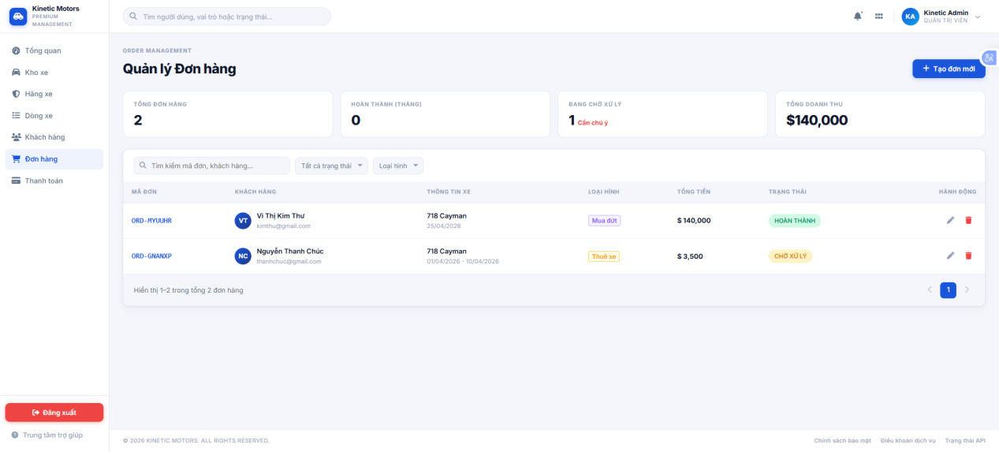 Kinetic Motors
PREMIUM
MANAGEMENT
Tìm người dùng, vai trò hoặc trạng thái...
KA
Kinetic Admin
QUẢN TRỊ VIÊN
Tổng quan
Kho xe
Hãng xe
Dòng xe
Khách hàng
Đơn hàng
Thanh toán
Đăng xuất
Trung tâm trợ giúp
ORDER MANAGEMENT
Quản lý Đơn hàng
+ Tạo đơn mới
TỔNG ĐƠN HÀNG
2
HOÀN THÀNH (THÁNG)
0
ĐANG CHỜ XỬ LÝ
1 Cần chú ý
TỔNG DOANH THU
$140,000
Tìm kiếm mã đơn, khách hàng...
Tất cả trạng thái
Loại hình
MÃ ĐƠN KHÁCH HÀNG THÔNG TIN XE LOẠI HÌNH TỔNG TIỀN TRẠNG THÁI HÀNH ĐỘNG
ORD-MYUUHR VT Vi Thị Kim Thư 718 Cayman Mua đứt $ 140,000 HOÀN THÀNH
kimthu@gmail.com 25/04/2026
ORD-GNANXP NC Nguyễn Thanh Chúc 718 Cayman Thuê xe $ 3,500 CHỜ XỬ LÝ
thanhchuc@gmail.com 01/04/2026 - 10/04/2026
Hiển thị 1–2 trong tổng 2 đơn hàng
1
© 2026 KINETIC MOTORS. ALL RIGHTS RESERVED.
Chính sách bảo mật Điều khoản dịch vụ Trạng thái API